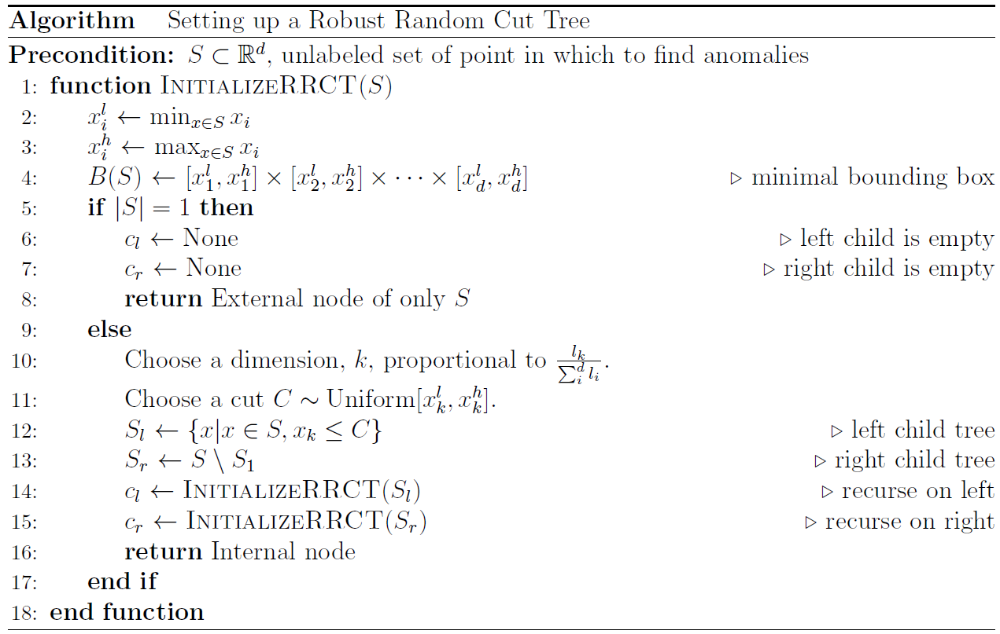 Algorithm Setting up a Robust Random Cut Tree
Precondition: $S \subset \mathbb{R}^d$, unlabeled set of point in which to find anomalies
1: function INITIALIZERRCT($S$)
2: $x_i^l \leftarrow \min_{x \in S} x_i$
3: $x_i^h \leftarrow \max_{x \in S} x_i$
4: $B(S) \leftarrow [x_1^l, x_1^h] \times [x_2^l, x_2^h] \times \cdots \times [x_d^l, x_d^h]$ ▷ minimal bounding box
5: if $|S| = 1$ then
6: $c_l \leftarrow$ None ▷ left child is empty
7: $c_r \leftarrow$ None ▷ right child is empty
8: return External node of only $S$
9: else
10: Choose a dimension, $k$, proportional to $\frac{l_k}{\sum_i^d l_i}$.
11: Choose a cut $C \sim$ Uniform$[x_k^l, x_k^h]$.
12: $S_l \leftarrow \{x | x \in S, x_k \leq C\}$ ▷ left child tree
13: $S_r \leftarrow S \setminus S_1$ ▷ right child tree
14: $c_l \leftarrow$ INITIALIZERRCT($S_l$) ▷ recurse on left
15: $c_r \leftarrow$ INITIALIZERRCT($S_r$) ▷ recurse on right
16: return Internal node
17: end if
18: end function